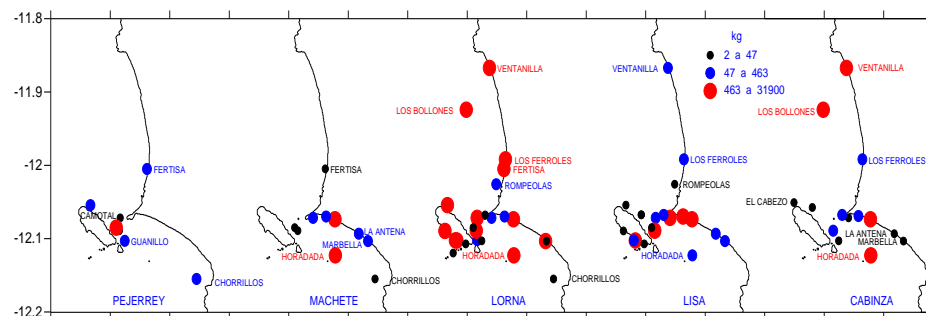 -11.8
-11.9
-12
-12.1
-12.2
kg
2 a 47
47 a 463
463 a 31900
FERTISA
CAMOTAL
GUANILLO
CHORRILLOS
PEJERREY
FERTISA
LA ANTENA
MARBELLA
HORADADA
CHORRILLOS
MACHETE
VENTANILLA
LOS BOLLONES
LOS FERROLES
FERTISA
ROMPEOLAS
HORADADA
CHORRILLOS
LORNA
VENTANILLA
LOS FERROLES
ROMPEOLAS
HORADADA
LISA
VENTANILLA
LOS BOLLONES
LOS FERROLES
EL CABEZO
LA ANTENA
MARBELLA
HORADADA
CABINZA